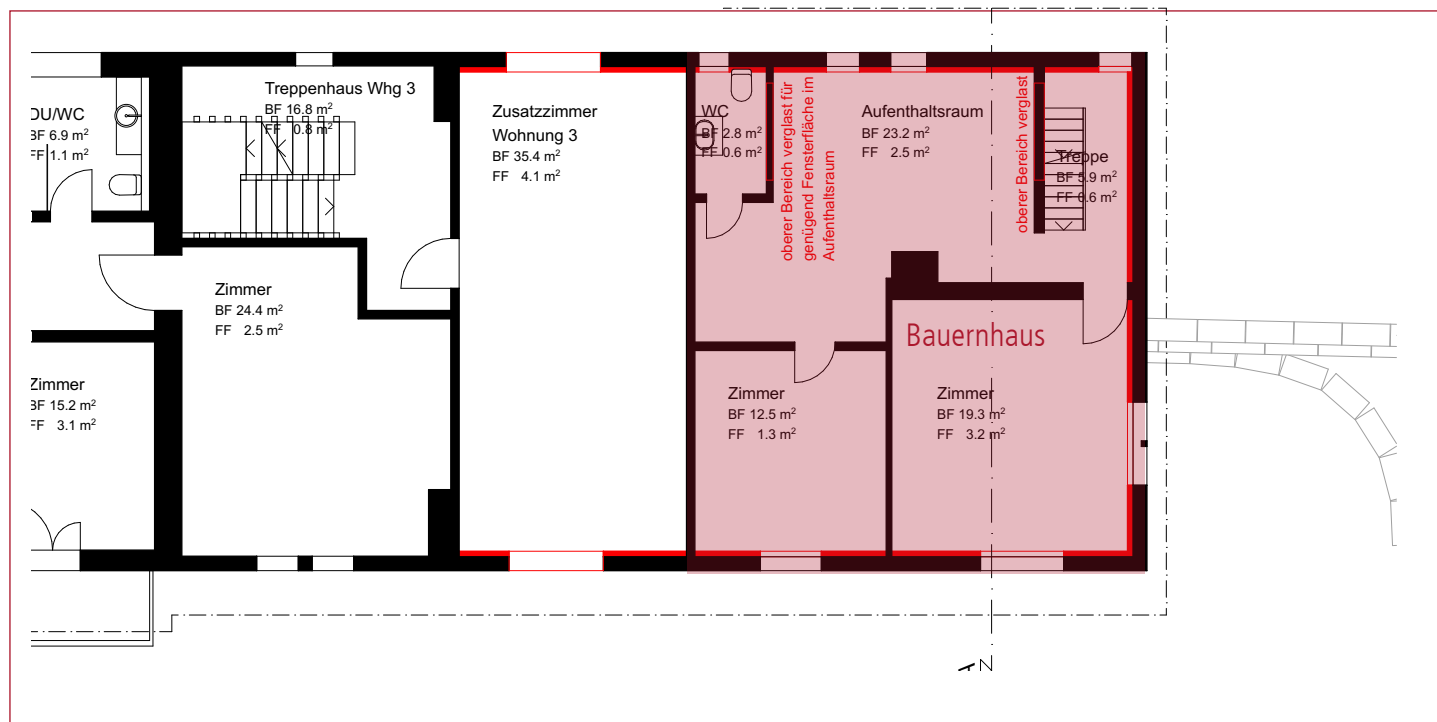 DU/WC
BF 6.9 m²
FF 1.1 m²
Treppenhaus Whg 3
BF 16.8 m²
FF 0.8 m²
Zusatzzimmer
Wohnung 3
BF 35.4 m²
FF 4.1 m²
WC
BF 2.8 m²
FF 0.6 m²
oberer Bereich verglast für
genügend Fensterfläche im
Aufenthaltsraum
Aufenthaltsraum
BF 23.2 m²
FF 2.5 m²
oberer Bereich verglast
Treppe
BF 5.9 m²
FF 0.6 m²
Zimmer
BF 24.4 m²
FF 2.5 m²
Bauernhaus
Zimmer
BF 15.2 m²
FF 3.1 m²
Zimmer
BF 12.5 m²
FF 1.3 m²
Zimmer
BF 19.3 m²
FF 3.2 m²